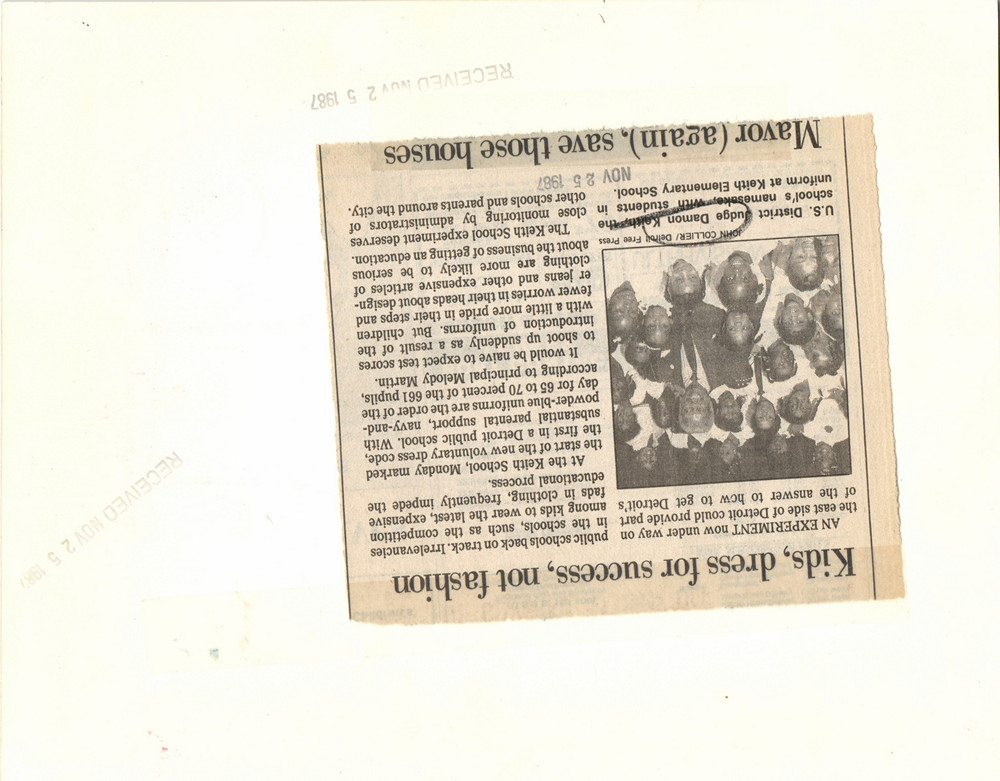 Kids, dress for success, not fashion
AN EXPERIMENT now under way on
the east side of Detroit could provide part
of the answer to how to get Detroit's
JOHN COLLIER/ Detroit Free Press
U.S. District Judge Damon Keith, the
school's namesake, with students in
uniform at Keith Elementary School.
public schools back on track. Irrelevancies
in the schools, such as the competition
among kids to wear the latest, expensive
fads in clothing, frequently impede the
educational process.
At the Keith School, Monday marked
the start of the new voluntary dress code,
the first in a Detroit public school. With
substantial parental support, navy-and-
powder-blue uniforms are the order of the
day for 65 to 70 percent of the 661 pupils,
according to principal Melody Martin.
It would be naive to expect test scores
to shoot up suddenly as a result of the
introduction of uniforms. But children
with a little more pride in their steps and
fewer worries in their heads about design-
er jeans and other expensive articles of
clothing are more likely to be serious
about the business of getting an education.
The Keith School experiment deserves
close monitoring by administrators of
other schools and parents around the city.
NOV 25 1987
Mayor (again), save those houses
RECEIVED NOV 25 1987
RECEIVED NOV 25 1987